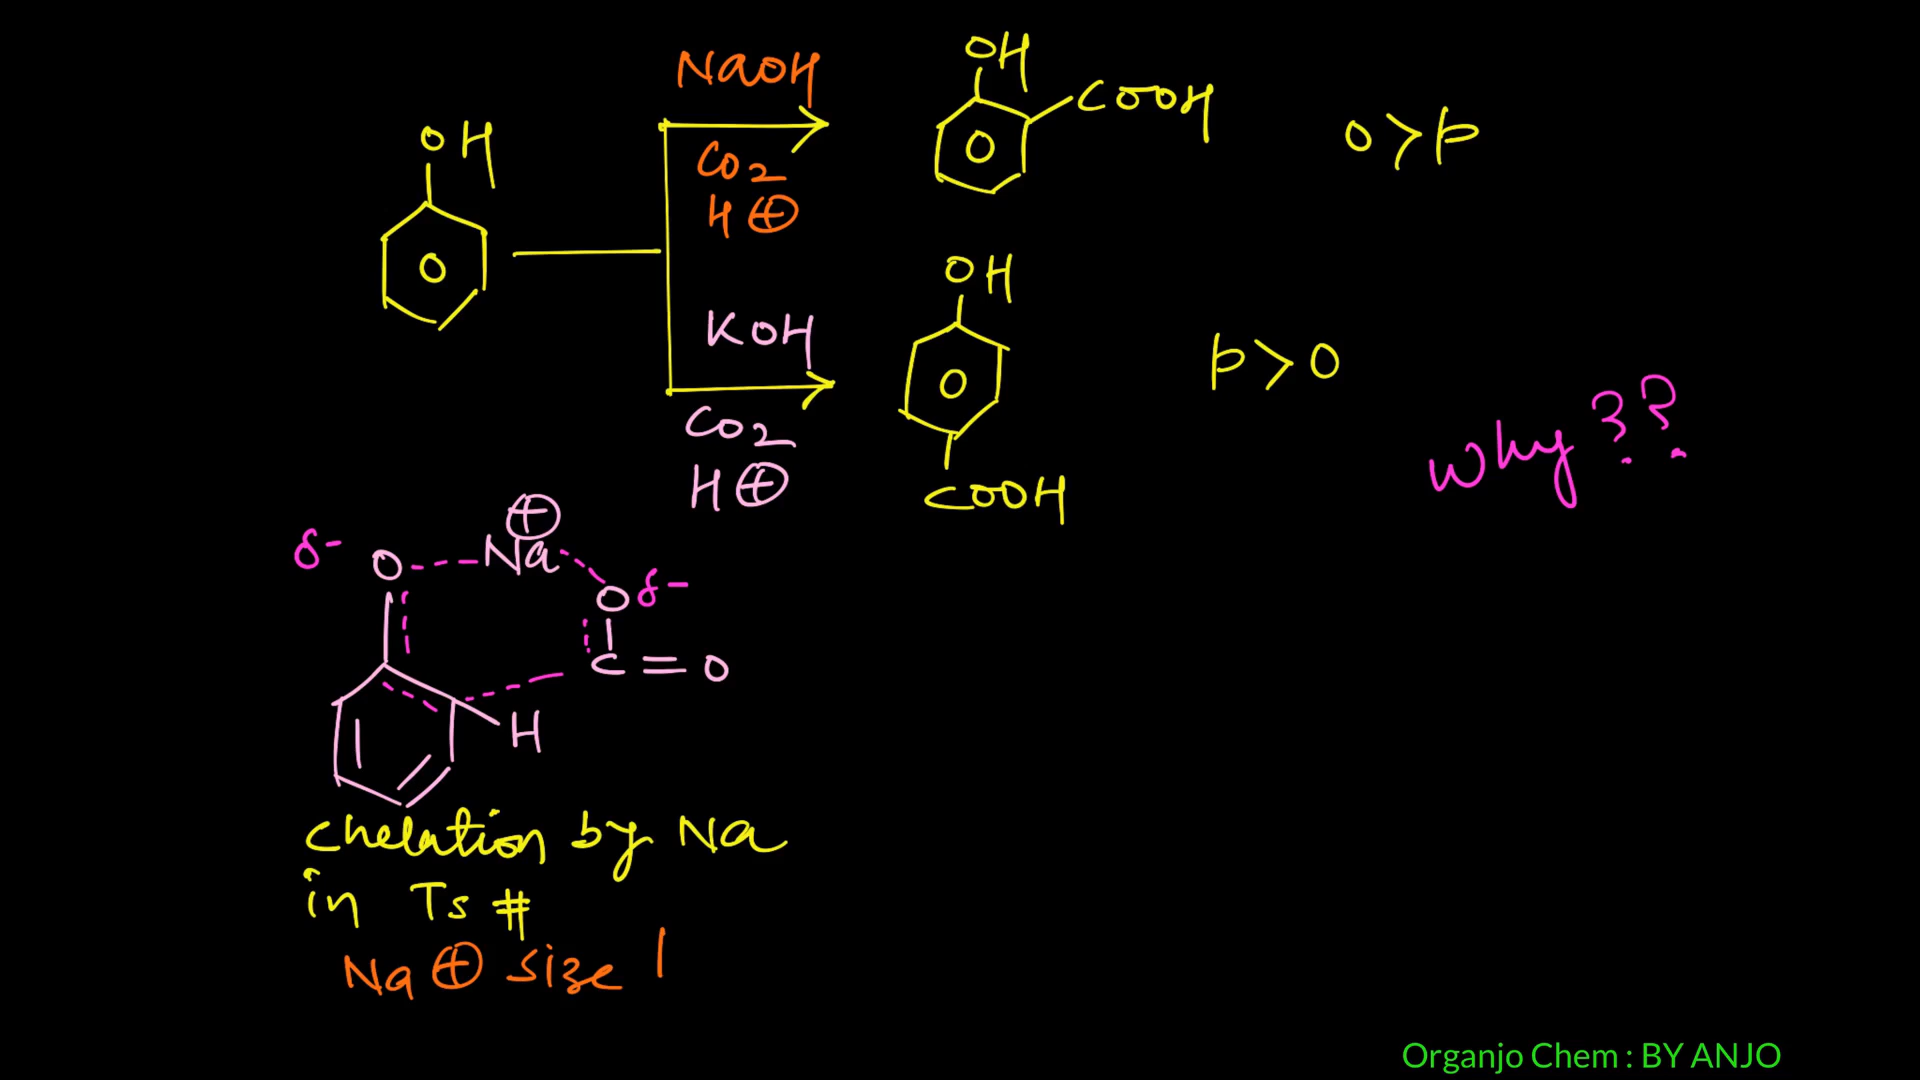 OH
NaOH
CO2
H⊕
OH
COOH
o>p
KOH
CO2
H⊕
OH
COOH
p>o
Why??
δ- O Na⊕ O δ-
C=O
H
Chelation by Na
in Ts #
Na⊕ size
Organjo Chem : BY ANJO